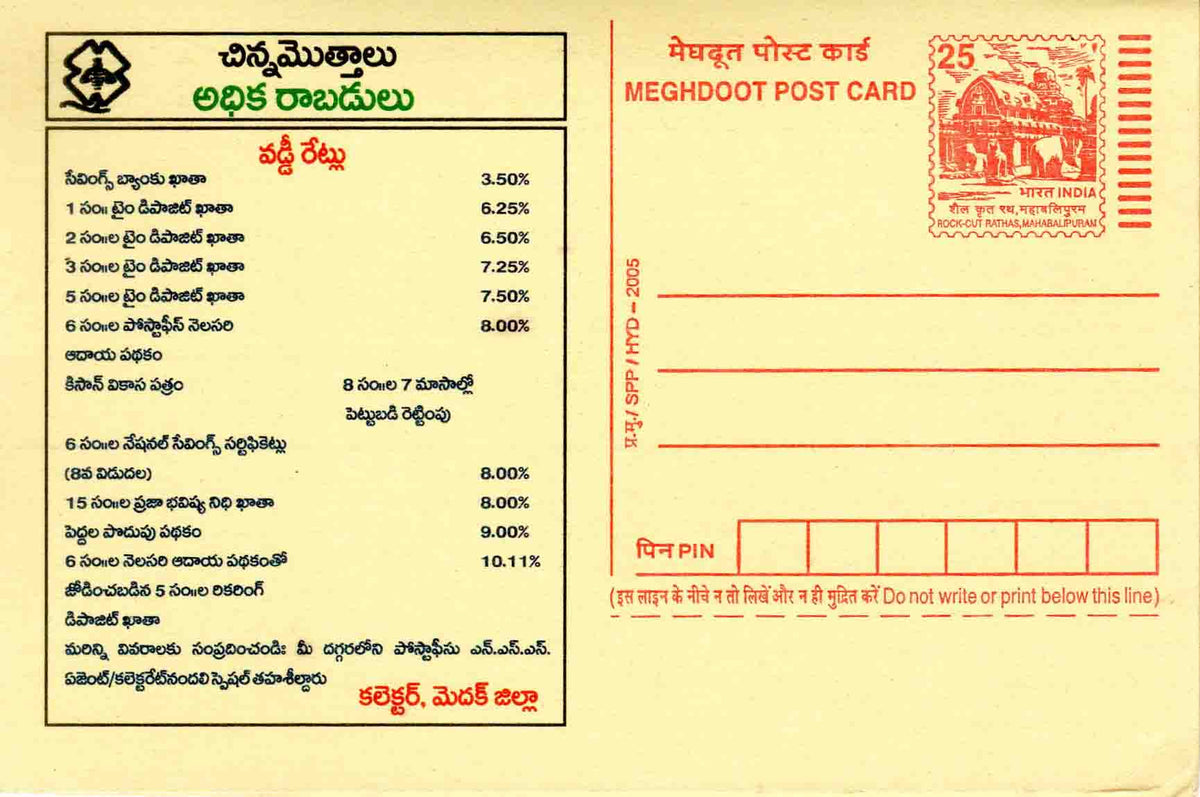 చిన్నమొత్తాలు
అధిక రాబడులు
వడ్డీ రేట్లు
సేవింగ్స్ బ్యాంకు ఖాతా 3.50%
1 సం॥ టైం డిపాజిట్ ఖాతా 6.25%
2 సం॥ల టైం డిపాజిట్ ఖాతా 6.50%
3 సం॥ల టైం డిపాజిట్ ఖాతా 7.25%
5 సం॥ల టైం డిపాజిట్ ఖాతా 7.50%
6 సం॥ల పోస్టాఫీస్ నెలసరి 8.00%
ఆదాయ పథకం
కిసాన్ వికాస పత్రం 8 సం॥ల 7 మాసాల్లో
పెట్టుబడి రెట్టింపు
6 సం॥ల నేషనల్ సేవింగ్స్ సర్టిఫికెట్లు
(8వ విడుదల) 8.00%
15 సం॥ల ప్రజా భవిష్య నిధి ఖాతా 8.00%
పెద్దల పొదుపు పథకం 9.00%
6 సం॥ల నెలసరి ఆదాయ పథకంతో 10.11%
జోడించబడిన 5 సం॥ల రికరింగ్
డిపాజిట్ ఖాతా
మరిన్ని వివరాలకు సంప్రదించండి: మీ దగ్గరలోని పోస్టాఫీసు ఎన్.ఎస్.ఎస్.
ఏజెంట్/కలెక్టరేట్‌నందలి స్పెషల్ తహశీల్దారు
కలెక్టర్, మెదక్ జిల్లా
मेघदूत पोस्ट कार्ड
MEGHDOOT POST CARD
25
भारत INDIA
शैल कृत रथ, महाबलिपुरम
ROCK-CUT RATHAS, MAHABALIPURAM
प्र.मु./ SPP / HYD – 2005
पिन PIN
(इस लाइन के नीचे न तो लिखें और न ही मुद्रित करें Do not write or print below this line)